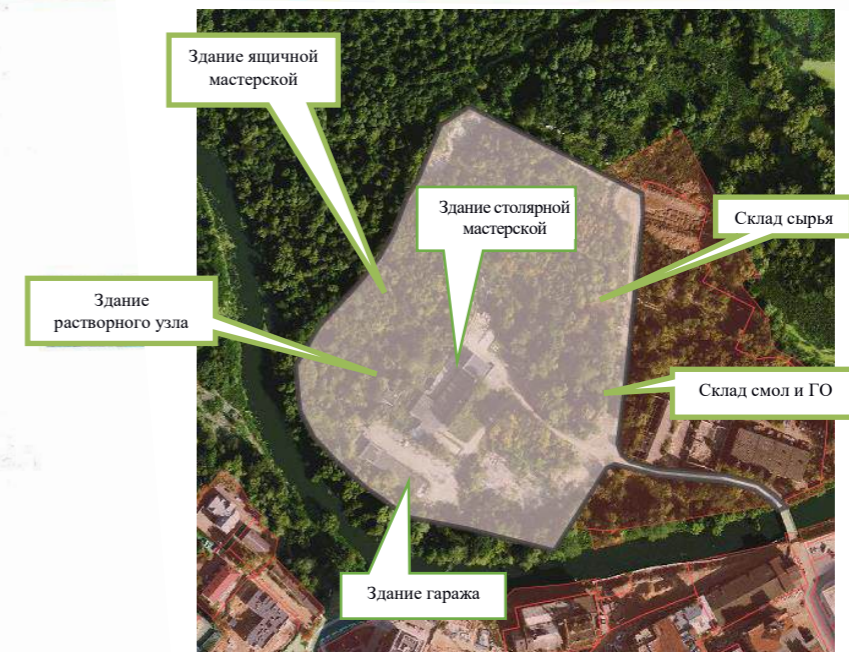 Здание ящичной
мастерской
Здание столярной
мастерской
Склад сырья
Здание
растворного узла
Склад смол и ГО
Здание гаража